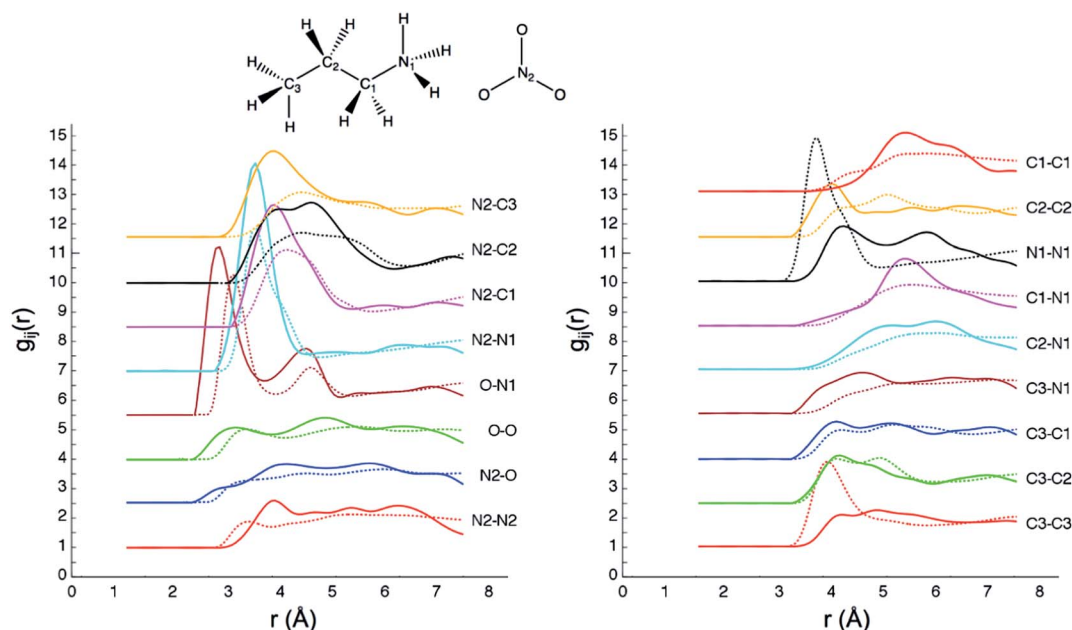 H H H H
H H
C₂ N₁
H C₃ C₁ H
H H H H
O
N₂
O O
15
14
13
12
11
10
9
8
7
6
5
4
3
2
1
0
gij(r)
N2-C3
N2-C2
N2-C1
N2-N1
O-N1
O-O
N2-O
N2-N2
0 1 2 3 4 5 6 7 8
r (Å)
15
14
13
12
11
10
9
8
7
6
5
4
3
2
1
0
gij(r)
C1-C1
C2-C2
N1-N1
C1-N1
C2-N1
C3-N1
C3-C1
C3-C2
C3-C3
0 1 2 3 4 5 6 7 8
r (Å)